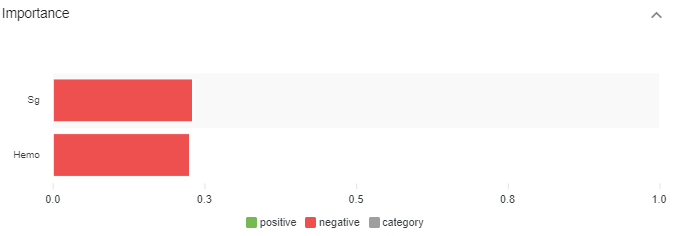 Importance
Sg
Hemo
0.0 0.3 0.5 0.8 1.0
positive negative category